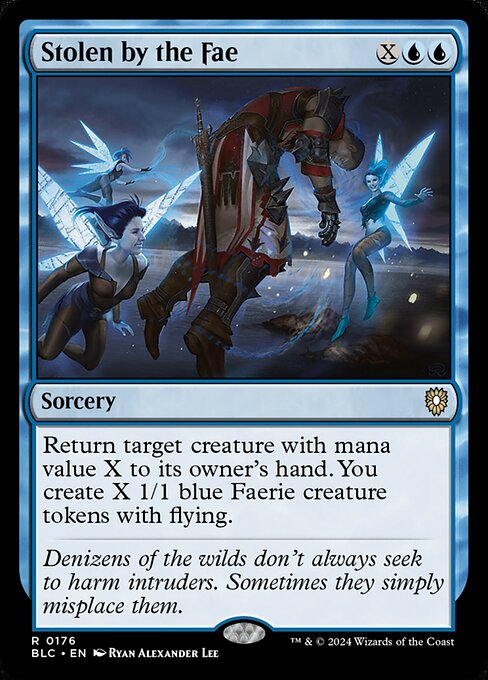 Stolen by the Fae XUU
Sorcery
Return target creature with mana
value X to its owner's hand. You
create X 1/1 blue Faerie creature
tokens with flying.
Denizens of the wilds don't always seek
to harm intruders. Sometimes they simply
misplace them.
R 0176
™ & © 2024 Wizards of the Coast
BLC • EN Ryan Alexander Lee